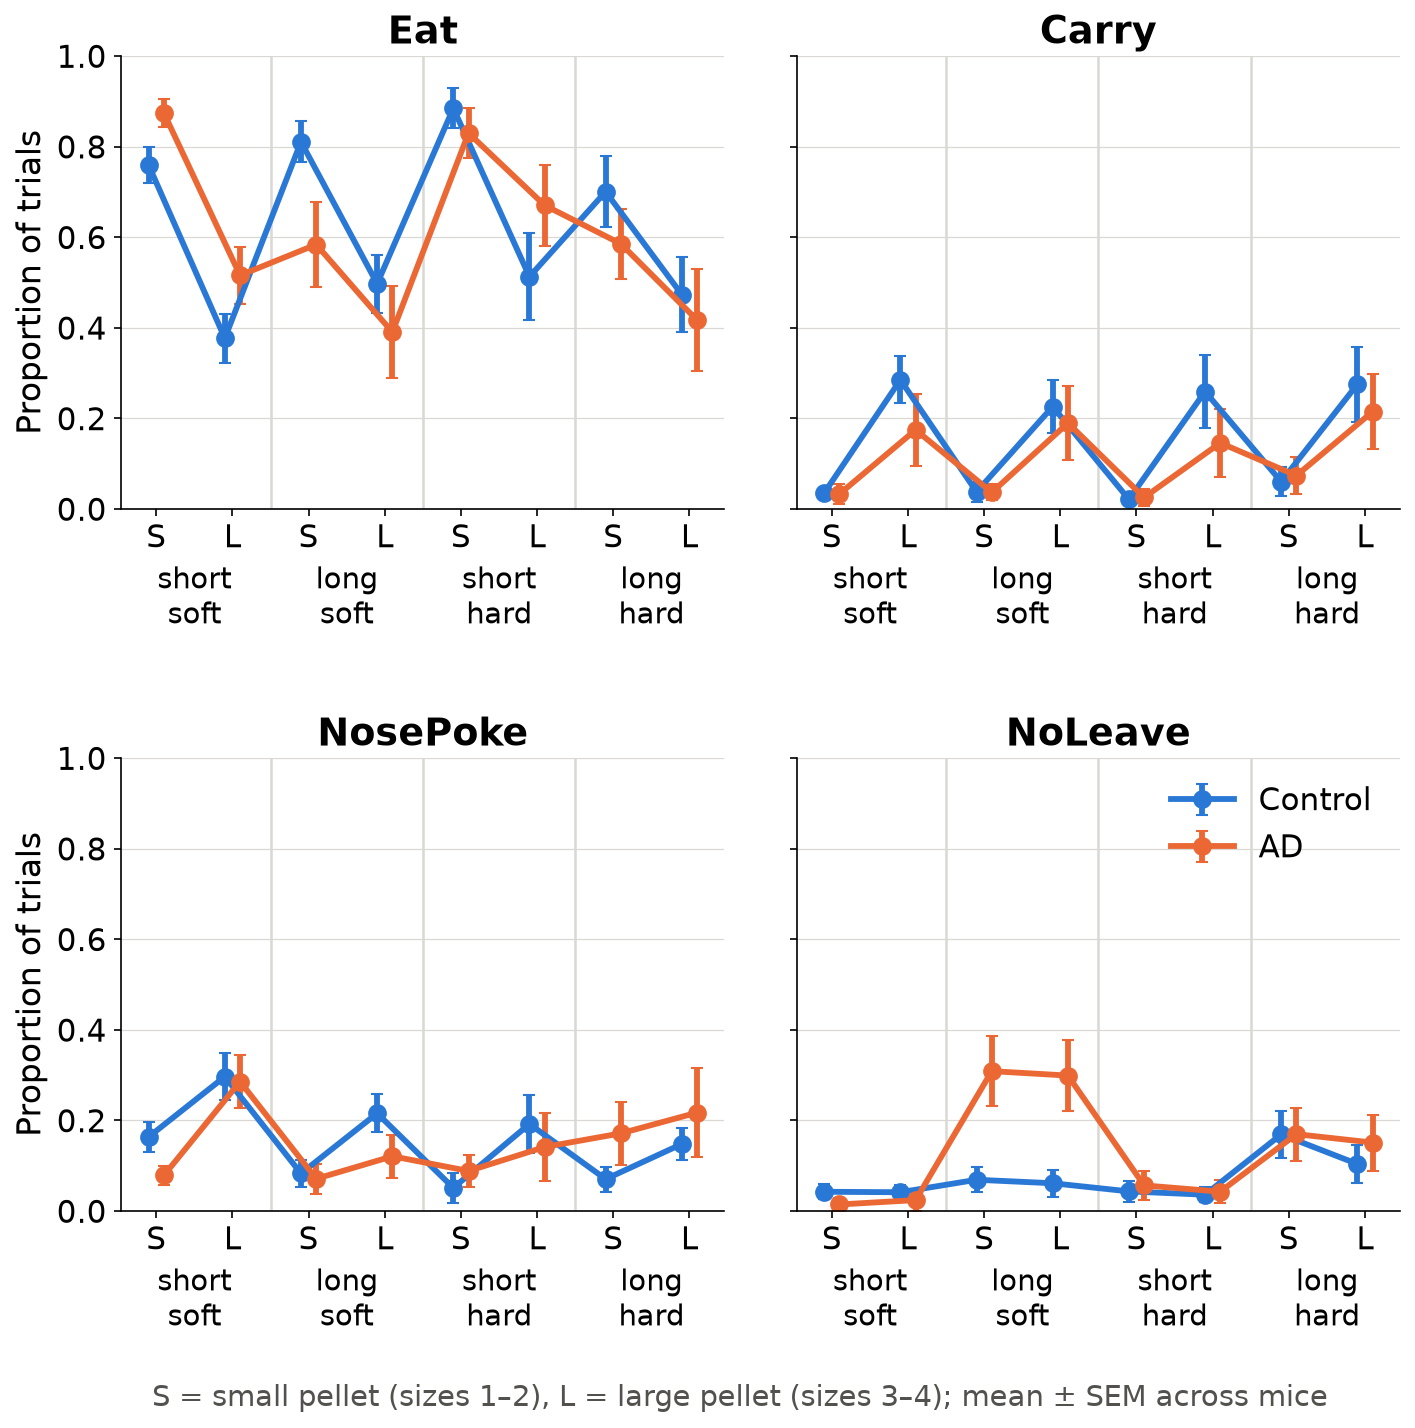 Eat
Carry
Proportion of trials
1.0
0.8
0.6
0.4
0.2
0.0
S L S L S L S L
short long short long
soft soft hard hard
S L S L S L S L
short long short long
soft soft hard hard
NosePoke
NoLeave
Proportion of trials
1.0
0.8
0.6
0.4
0.2
0.0
S L S L S L S L
short long short long
soft soft hard hard
Control
AD
S L S L S L S L
short long short long
soft soft hard hard
S = small pellet (sizes 1–2), L = large pellet (sizes 3–4); mean ± SEM across mice